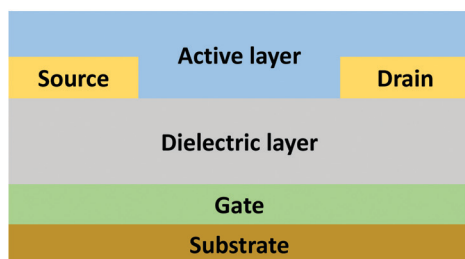 Active layer
Source
Drain
Dielectric layer
Gate
Substrate